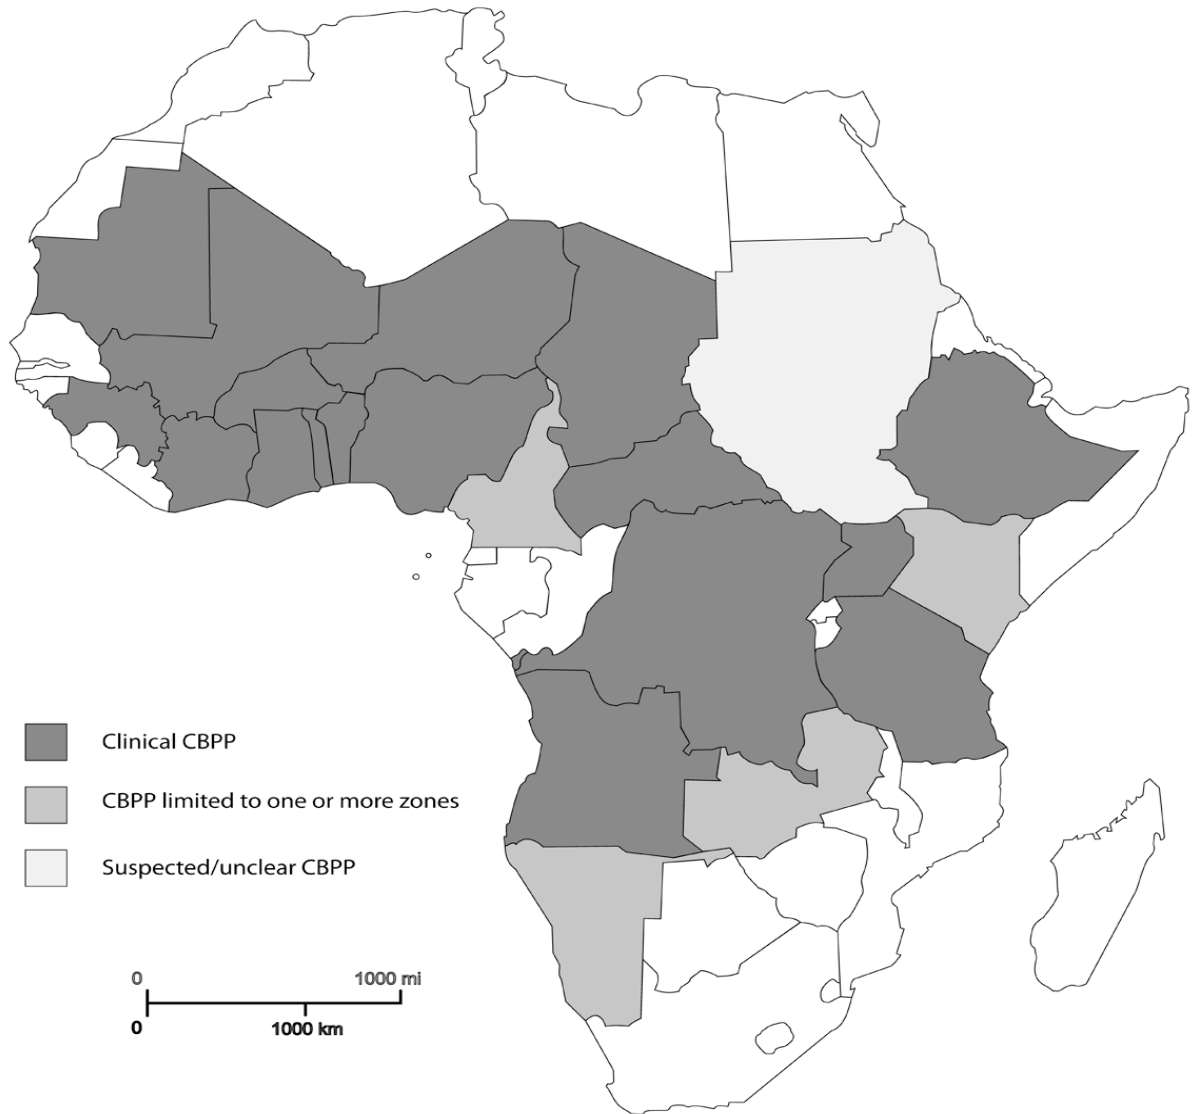 Clinical CBPP
CBPP limited to one or more zones
Suspected/unclear CBPP
0 1000 mi
0 1000 km